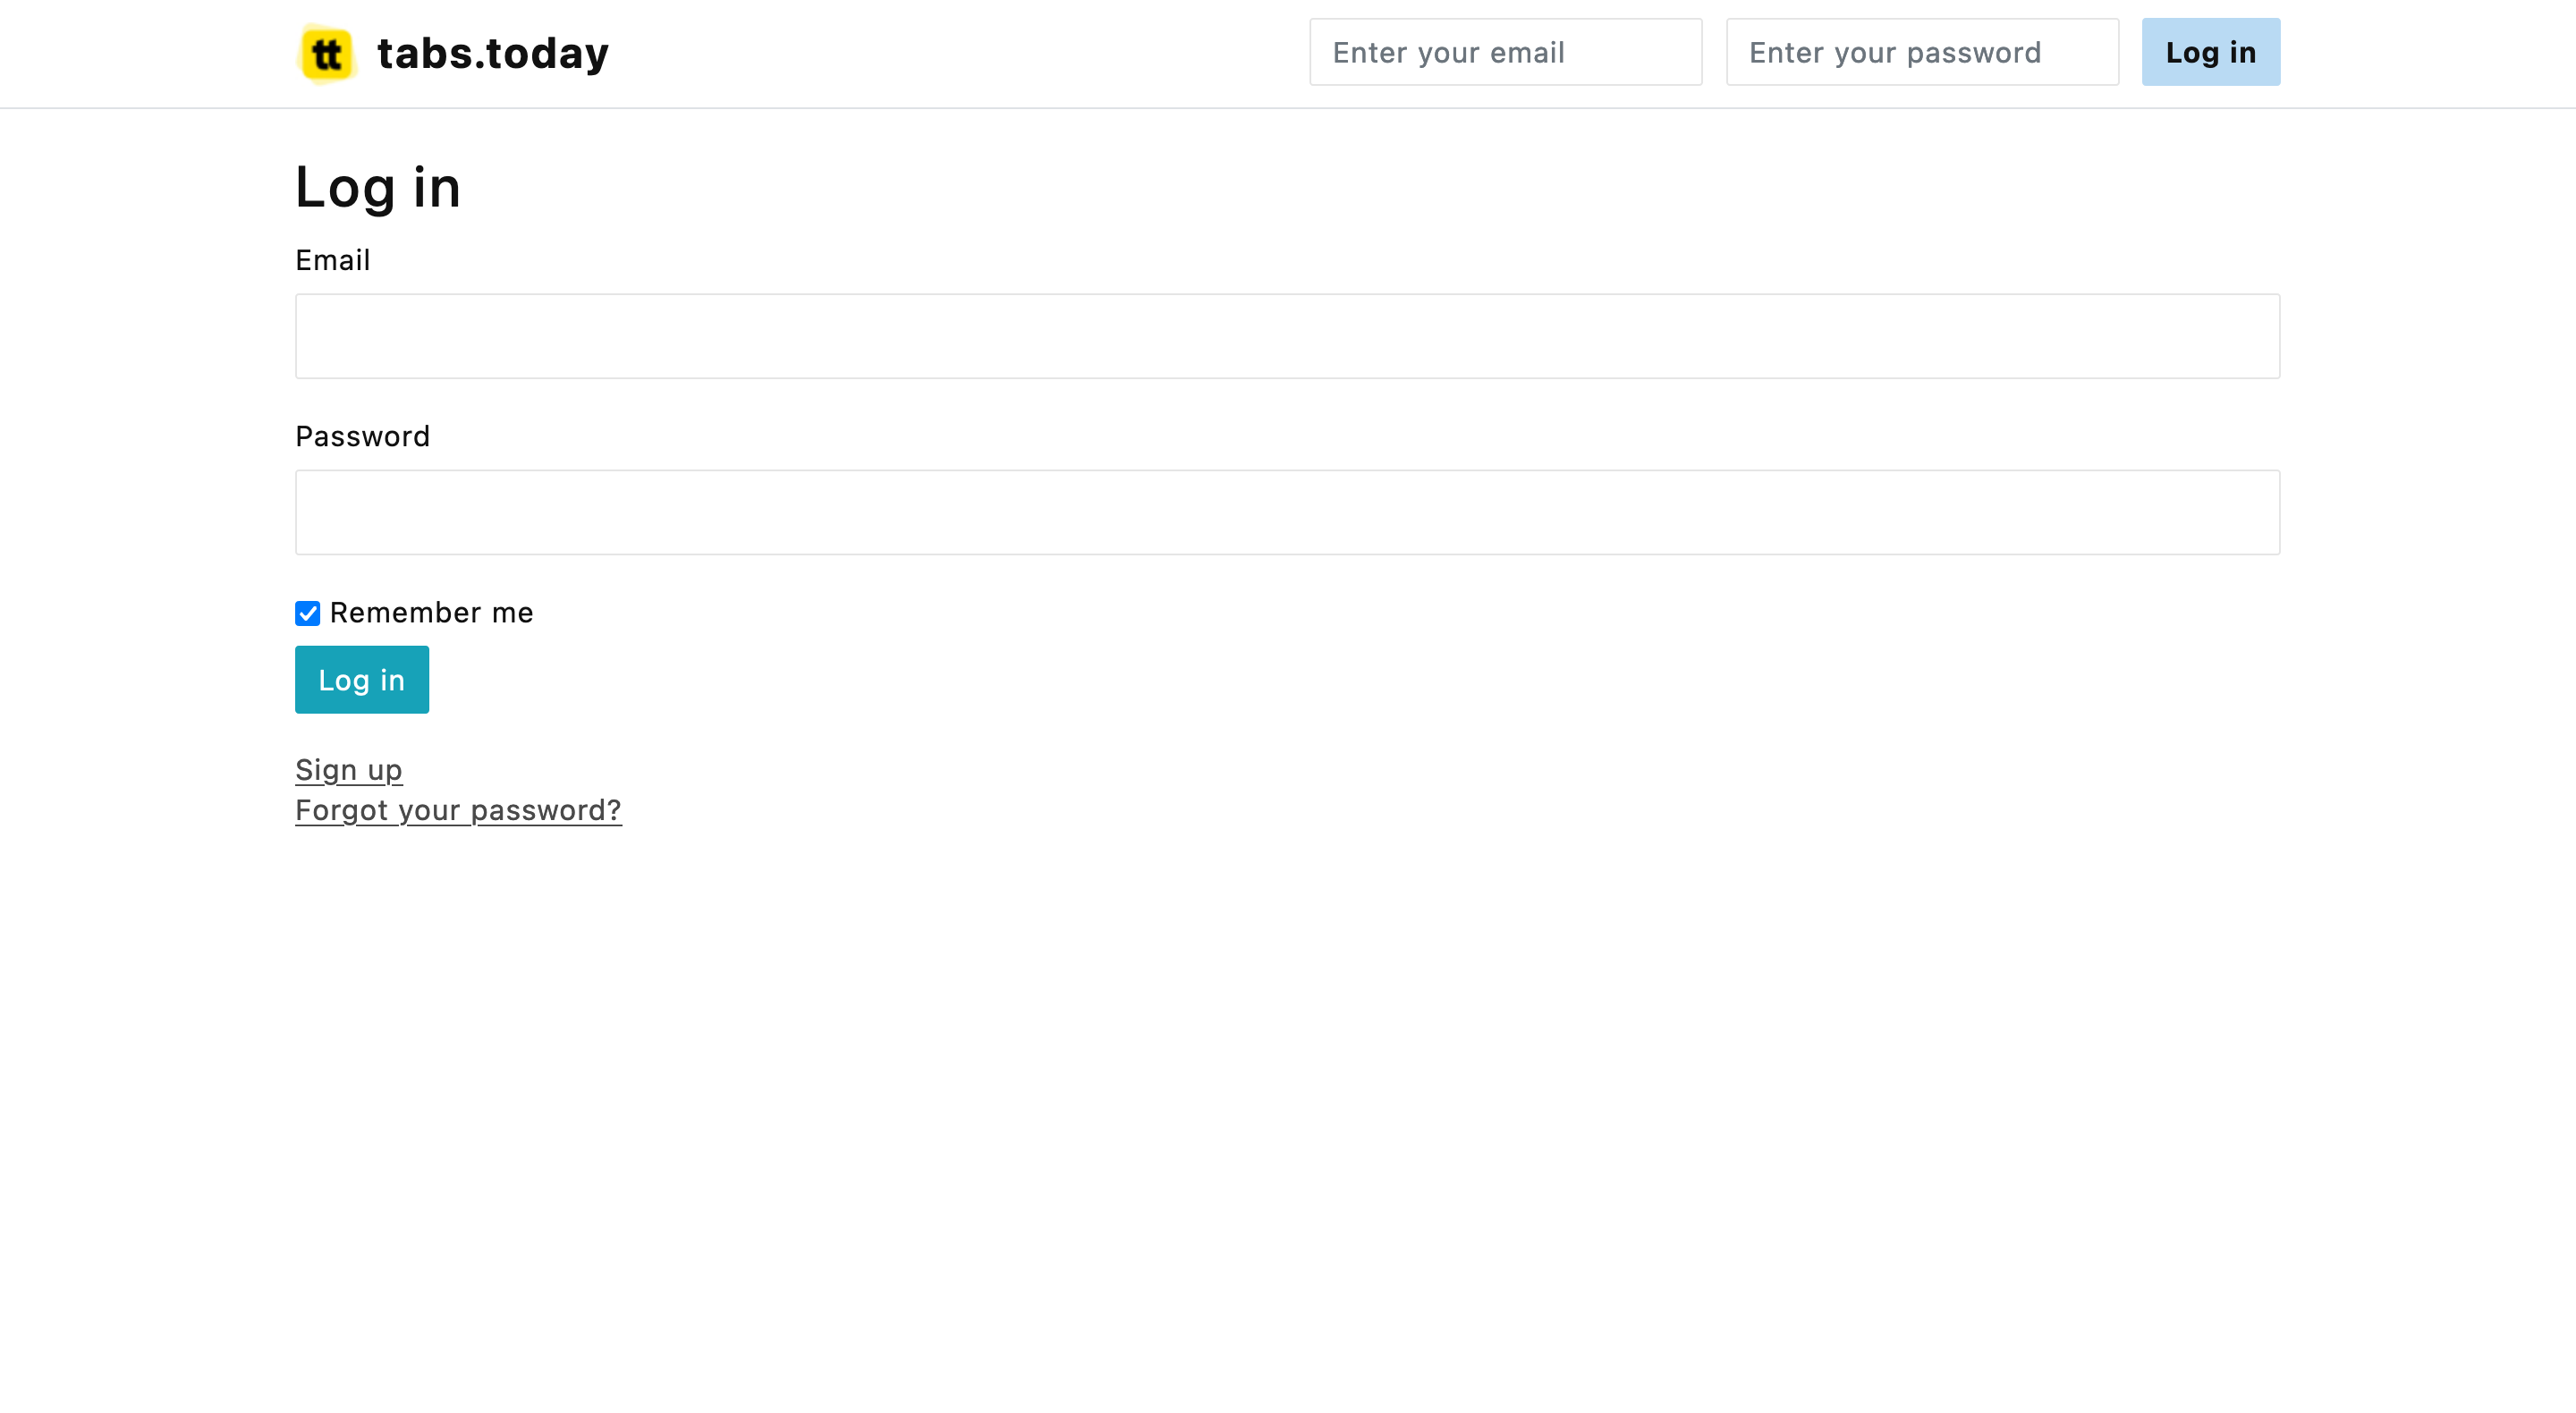 tt tabs.today Enter your email Enter your password Log in
Log in
Email
Password
Remember me
Log in
Sign up
Forgot your password?